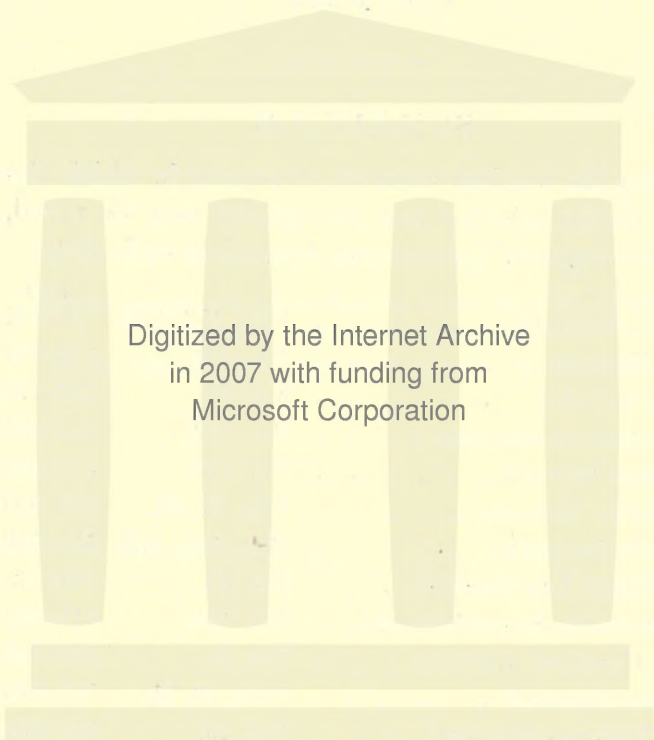 Digitized by the Internet Archive
in 2007 with funding from
Microsoft Corporation